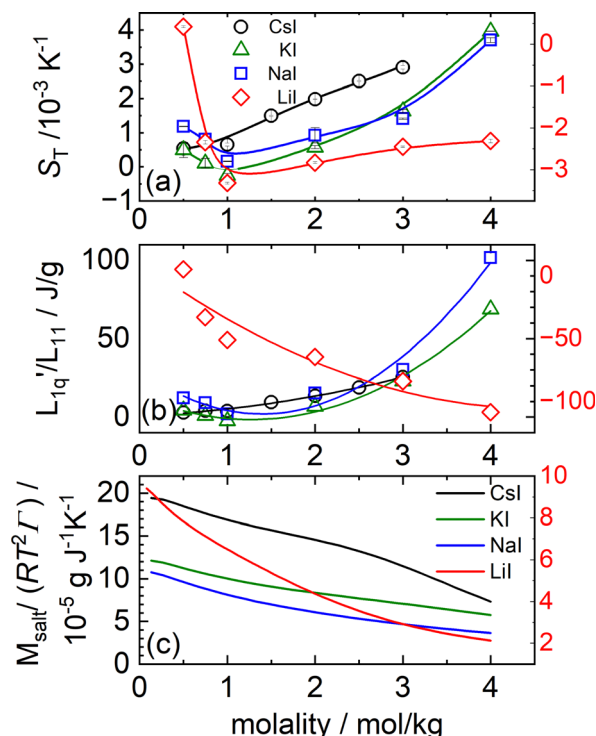 4
3
2
1
0
−1
S_T /10^-3 K^-1
CsI
KI
NaI
LiI
(a)
0
−1
−2
−3
0
1
2
3
4
100
50
0
L_1q'/L_11 / J/g
(b)
0
−50
−100
0
1
2
3
4
20
15
10
5
0
M_salt/ (RT^2Γ) /
10^-5 g J^-1K^-1
CsI
KI
NaI
LiI
(c)
10
8
6
4
2
0
1
2
3
4
molality / mol/kg